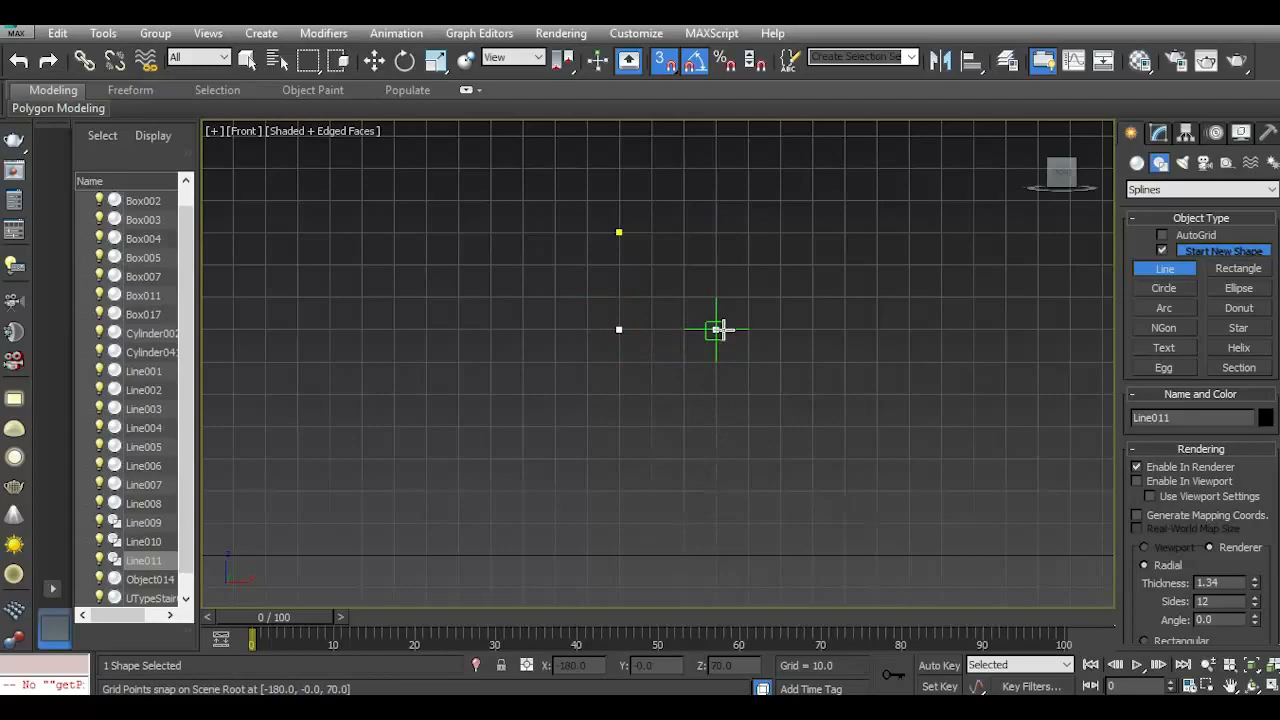 MAX Edit Tools Group Views Create Modifiers Animation Graph Editors Rendering Customize MAXScript Help
All View 3 Create Selection Se
Modeling Freeform Selection Object Paint Populate
Polygon Modeling
Select Display
Name
Box002
Box003
Box004
Box005
Box007
Box011
Box017
Cylinder002
Cylinder041
Line001
Line002
Line003
Line004
Line005
Line006
Line007
Line008
Line009
Line010
Line011
Object014
UTypeStair
[+] [Front] [Shaded + Edged Faces ]
Splines
Object Type
AutoGrid
Start New Shape
Line Rectangle
Circle Ellipse
Arc Donut
NGon Star
Text Helix
Egg Section
Name and Color
Line011
Rendering
Enable In Renderer
Enable In Viewport
Use Viewport Settings
Generate Mapping Coords.
Real-World Map Size
Viewport Renderer
Radial
Thickness: 1.34
Sides: 12
Angle: 0.0
Rectangular
0 / 100
0 10 20 30 40 50 60 70 80 90 100
1 Shape Selected X: -180.0 Y: -0.0 Z: 70.0 Grid = 10.0 Auto Key Selected
-- No ""getP Grid Points snap on Scene Root at [-180.0, -0.0, 70.0] Add Time Tag Set Key Key Filters... 0